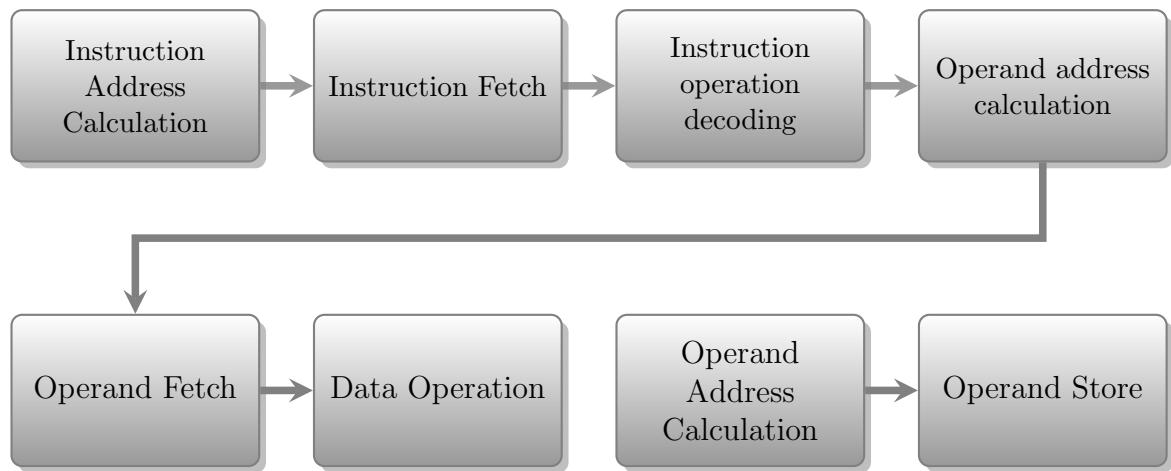 Instruction
Address
Calculation
Instruction Fetch
Instruction
operation
decoding
Operand address
calculation
Operand Fetch
Data Operation
Operand
Address
Calculation
Operand Store